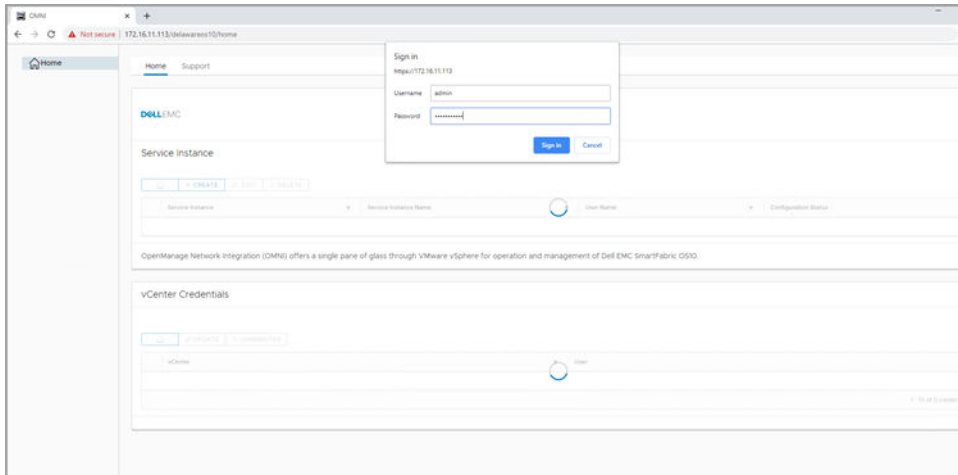 OMNI
Not secure
172.16.11.113/delawareos10/home
Home
Home
Support
Sign in
https://172.16.11.113
Username
admin
Password
Sign In
Cancel
DELLEMC
Service Instance
+ CREATE
EDIT
DELETE
Service Instance
Service Instance Name
User Name
Configuration Status
OpenManage Network Integration (OMNI) offers a single pane of glass through VMware vSphere for operation and management of Dell EMC SmartFabric OS10.
vCenter Credentials
UPDATE
vCenter
User